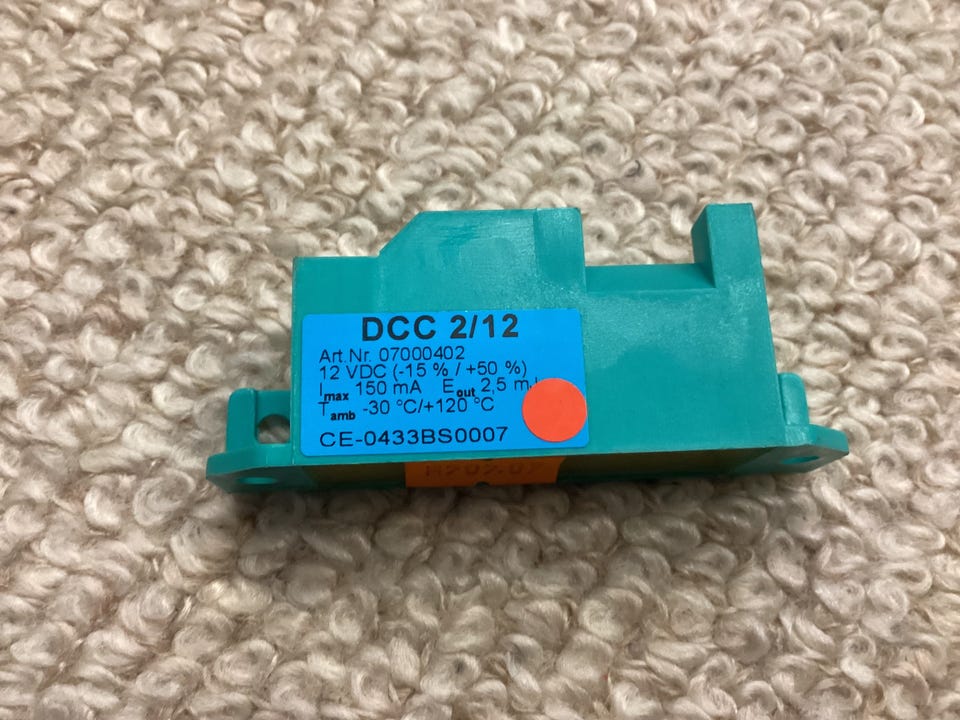 DCC 2/12
Art.Nr. 07000402
12 VDC (-15 % / +50 %)
Imax 150 mA Eout 2,5
Tamb -30 °C/+120 °C
CE-0433BS0007